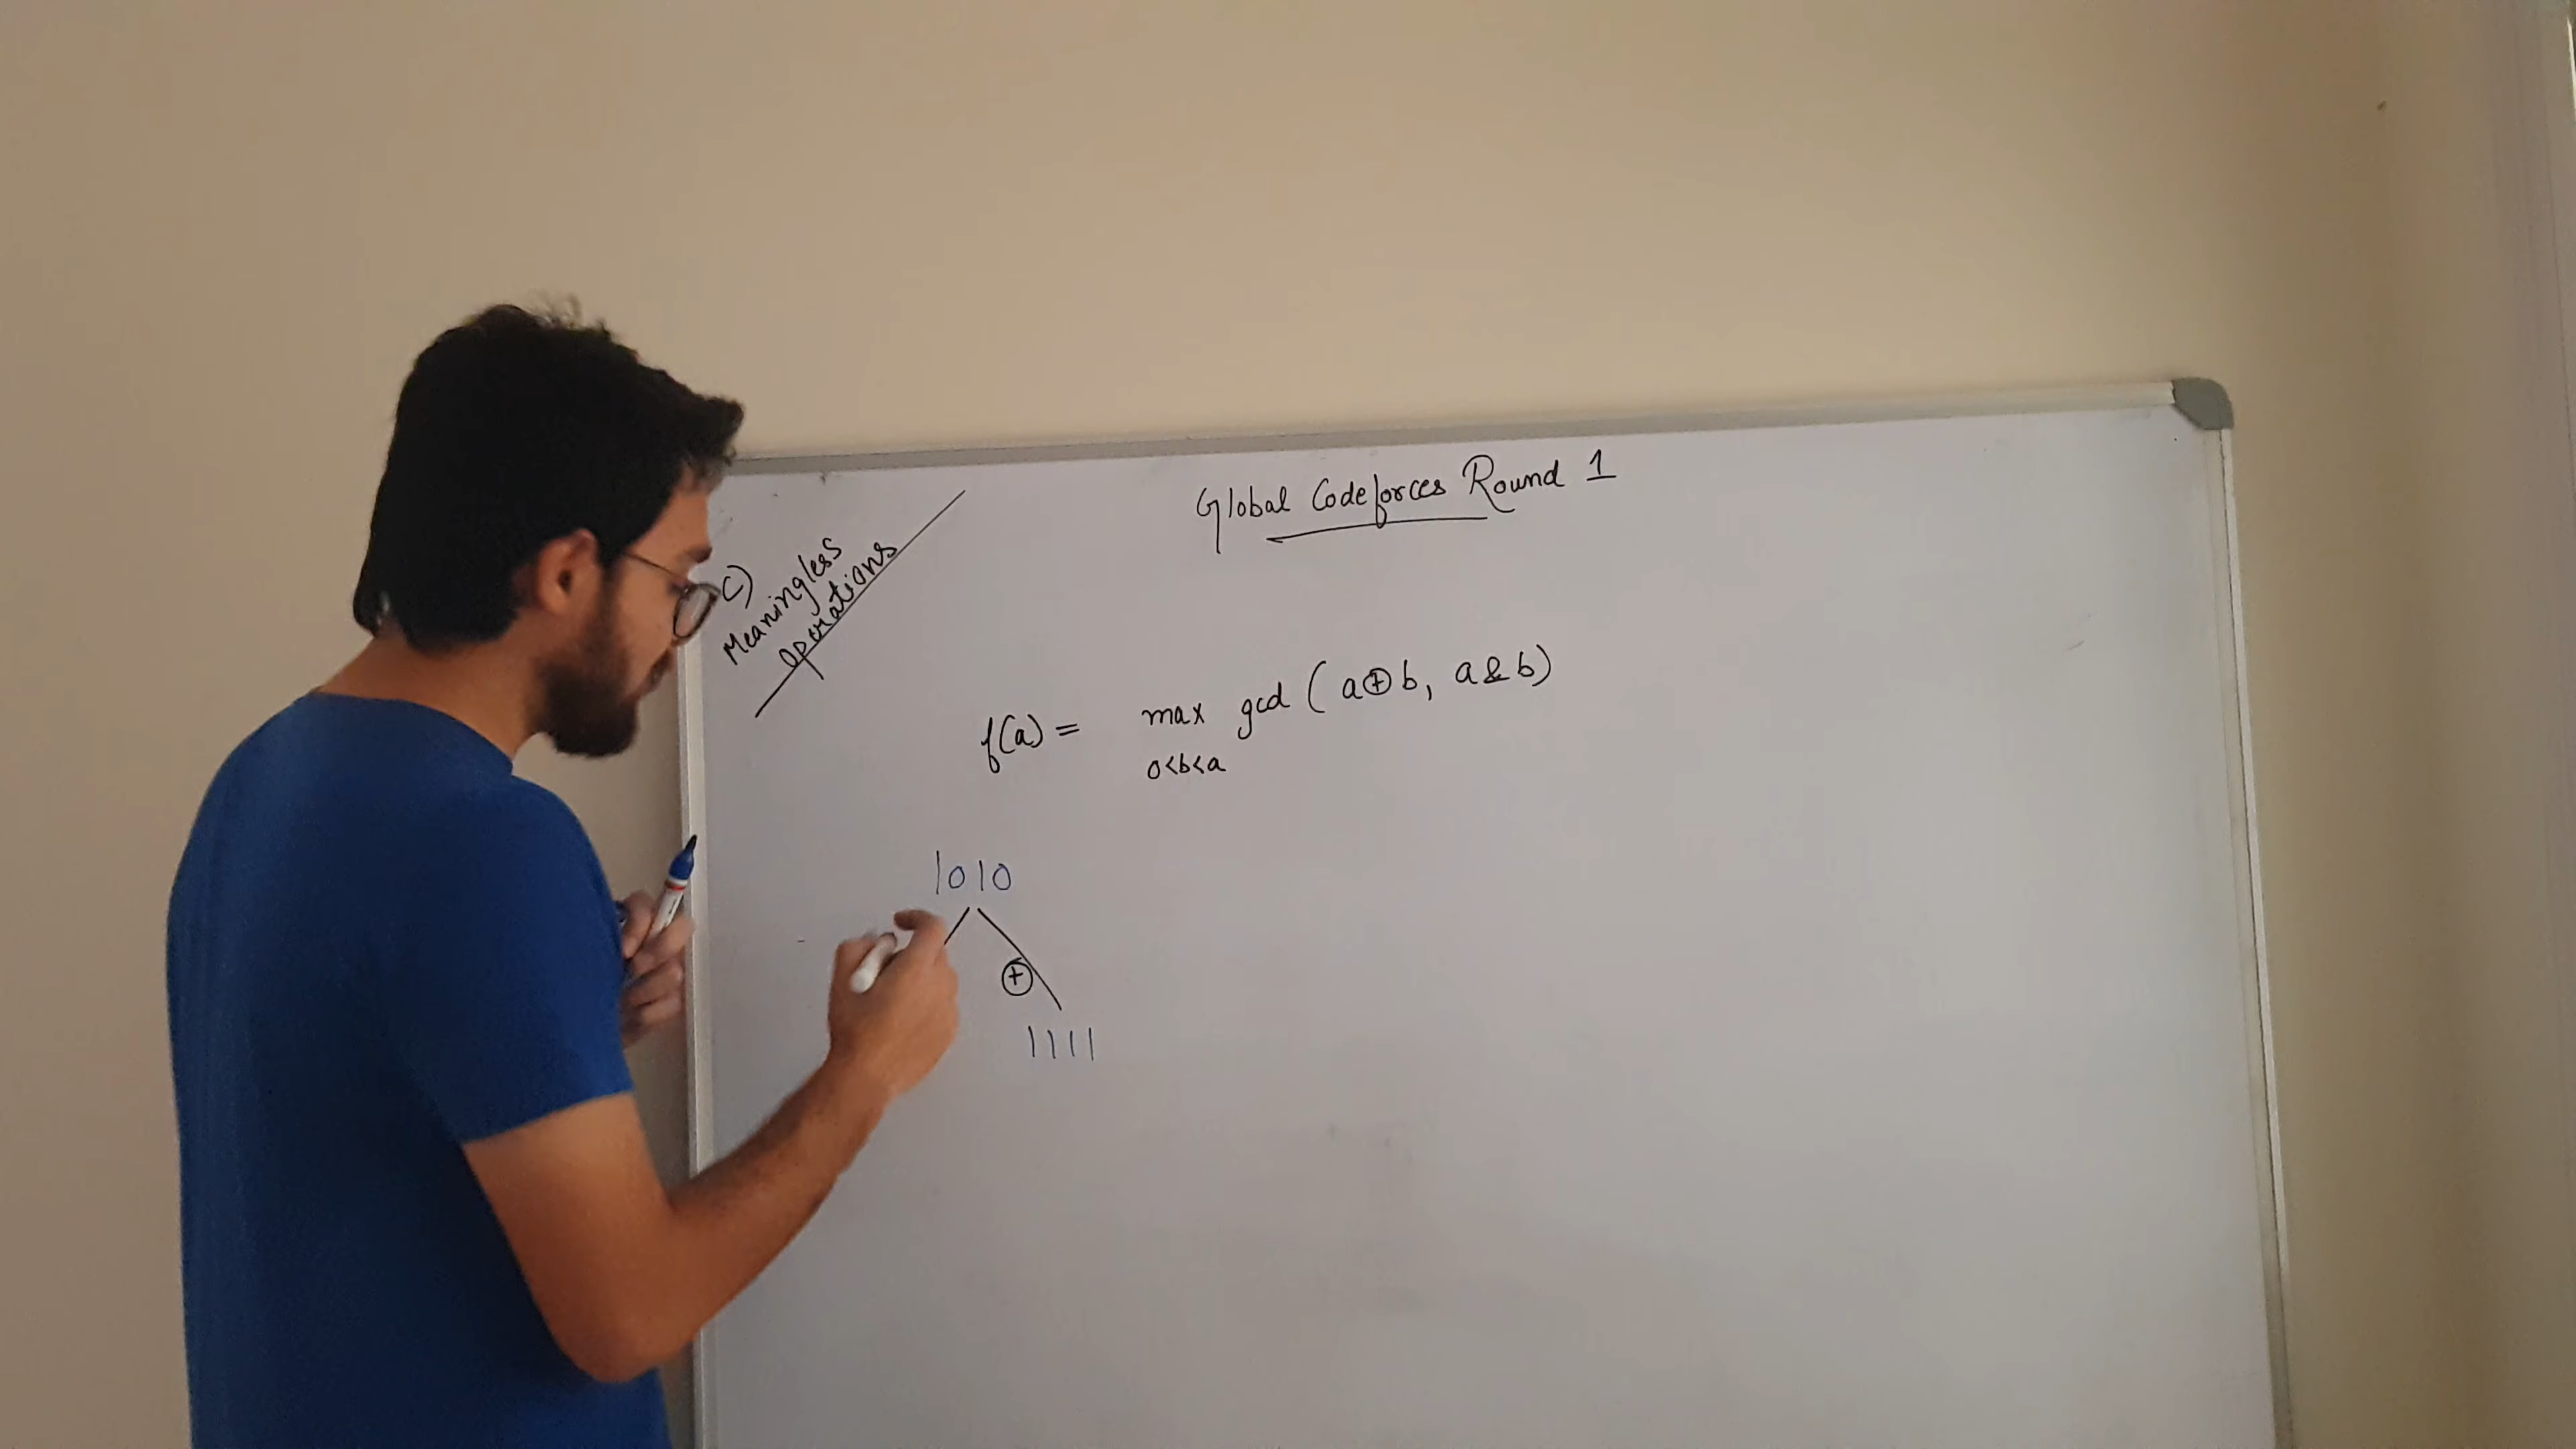 Global Codeforces Round 1
C)
Meaningless
operations
f(a) = max gcd ( a⊕b, a&b)
0<b<a
1010
⊕
1111